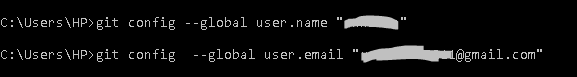 C:\Users\HP>git config --global user.name " "
C:\Users\HP>git config  --global user.email " @gmail.com"